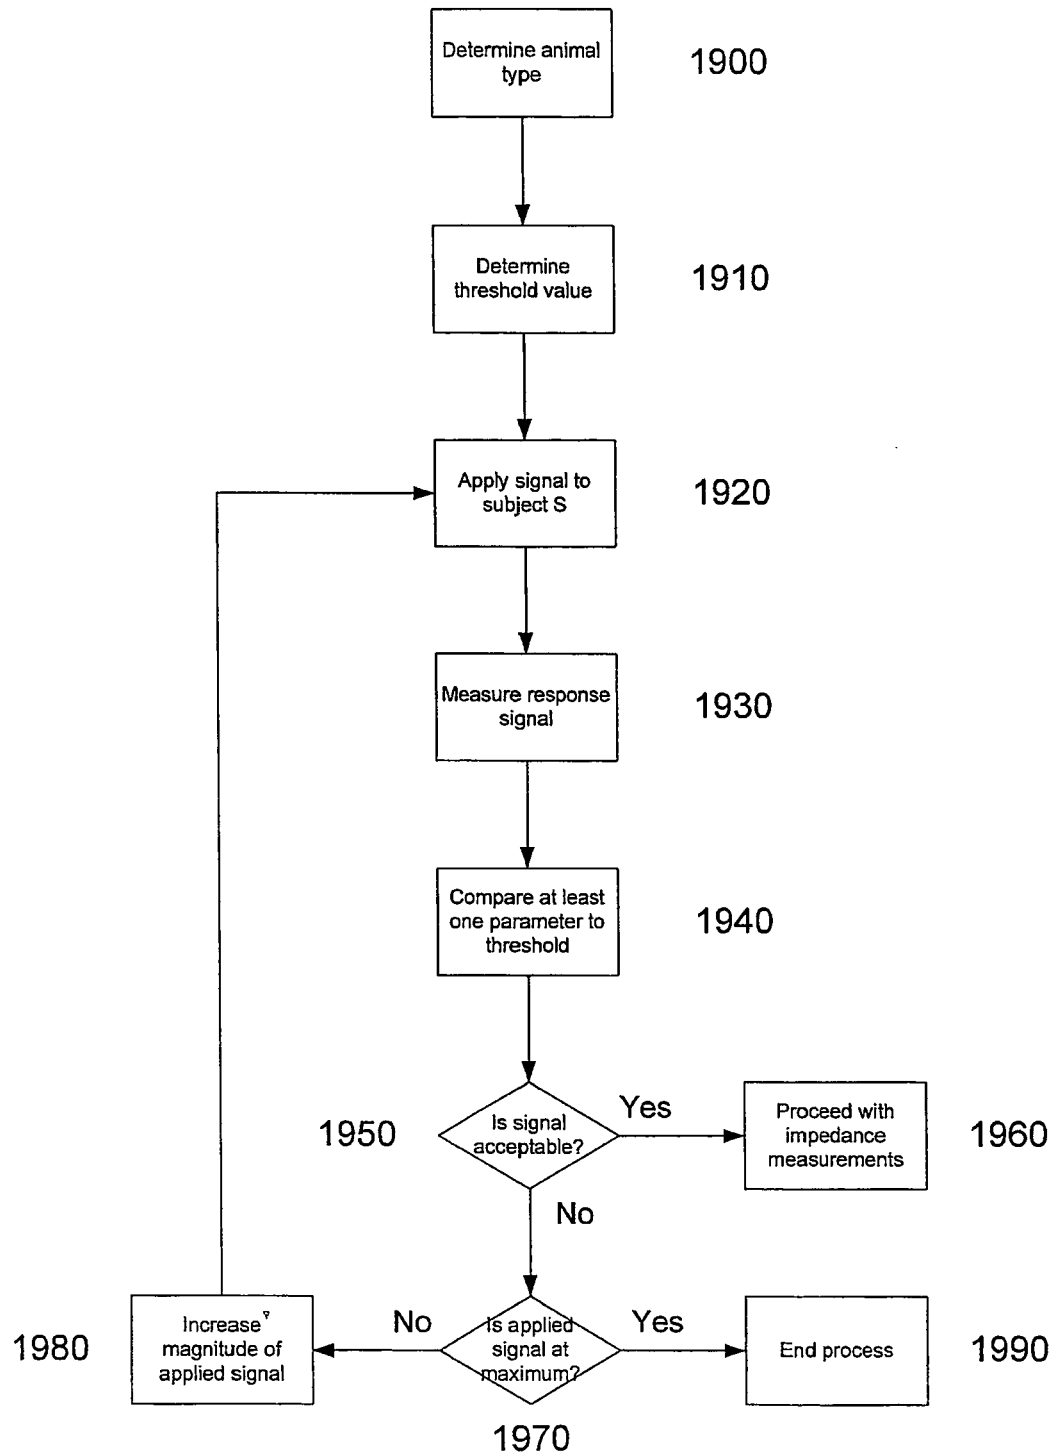 Determine animal
type
1900
Determine
threshold value
1910
Apply signal to
subject S
1920
Measure response
signal
1930
Compare at least
one parameter to
threshold
1940
1950
Is signal
acceptable?
Yes
Proceed with
impedance
measurements
1960
No
1980
Increase
magnitude of
applied signal
No
Is applied
signal at
maximum?
Yes
End process
1990
1970